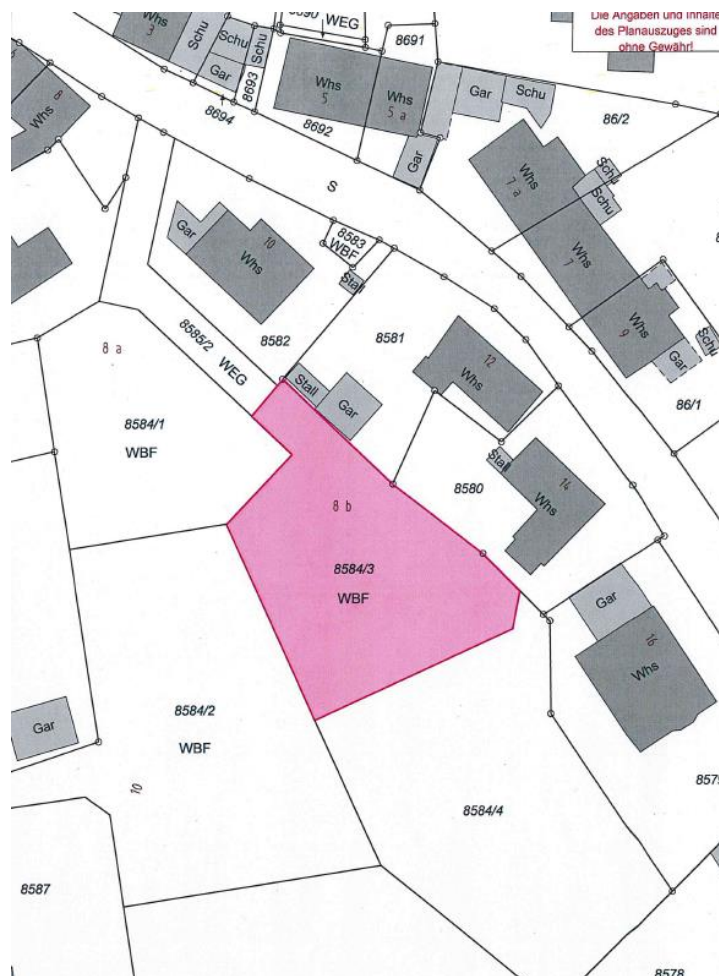 Die Angaben und Inhalte
des Planauszuges sind
ohne Gewähr!
Whs
3
Schu
Schu
Schu
Gar
8693
8694
8690 WEG
8691
Whs
5
Whs
5 a
8692
Gar
Gar
Schu
86/2
Whs
8
S
Whs
7 a
Schu
Schu
Whs
7
Whs
9
Gar
Schu
86/1
Gar
10
Whs
8583
WBF
Stall
8582
8581
8585/2 WEG
8 a
8584/1
WBF
Stall
Gar
12
Whs
8580
Stall
14
Whs
8 b
8584/3
WBF
Gar
16
Whs
8584/2
WBF
Gar
10
8584/4
8587
8578